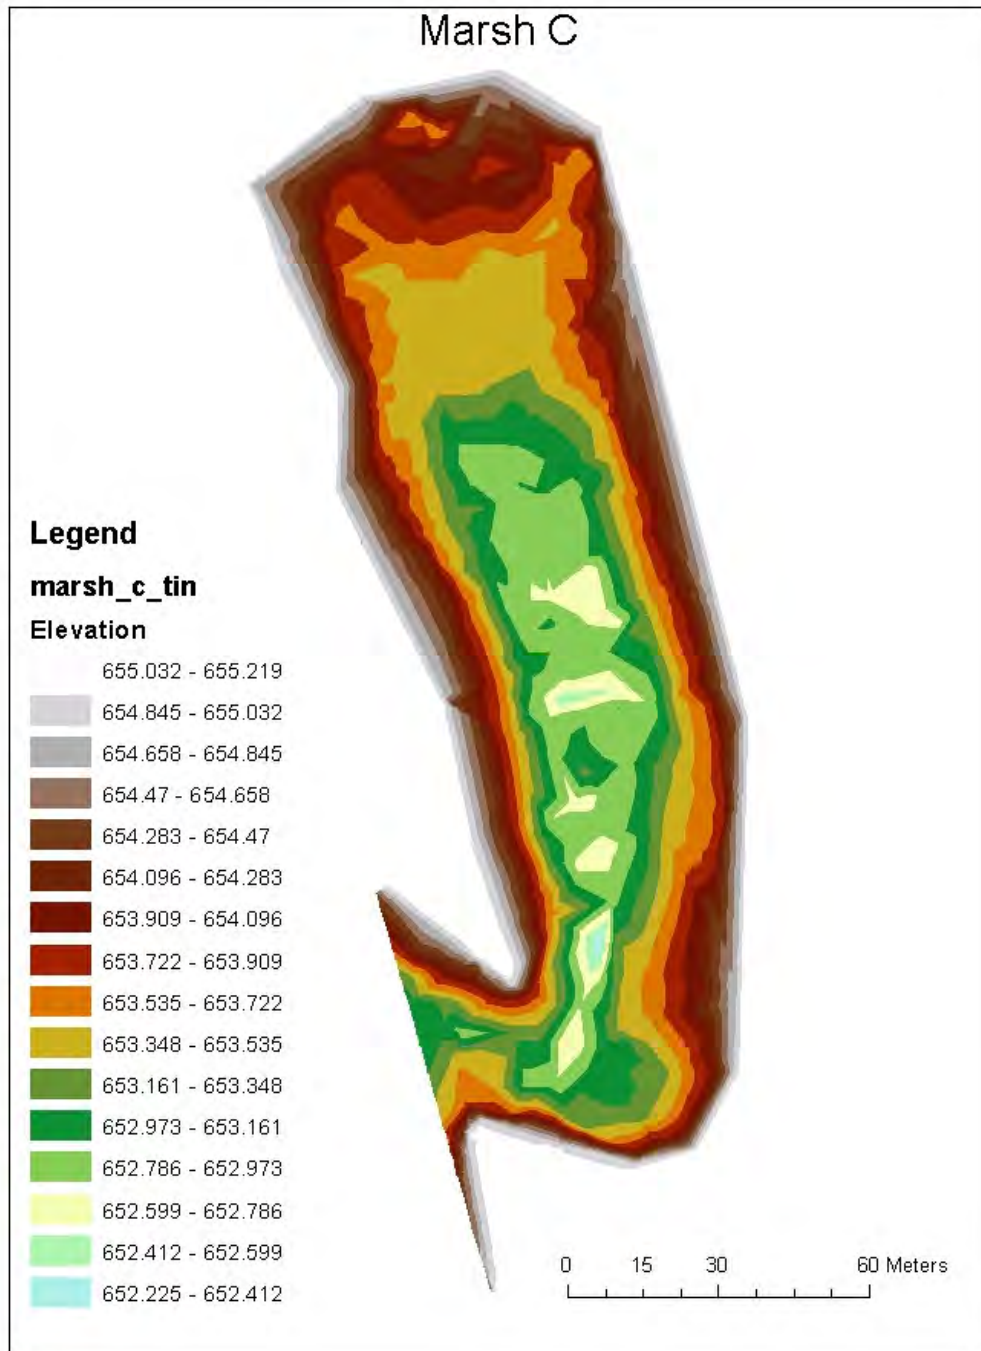 Marsh C
Legend
marsh_c_tin
Elevation
655.032 - 655.219
654.845 - 655.032
654.658 - 654.845
654.47 - 654.658
654.283 - 654.47
654.096 - 654.283
653.909 - 654.096
653.722 - 653.909
653.535 - 653.722
653.348 - 653.535
653.161 - 653.348
652.973 - 653.161
652.786 - 652.973
652.599 - 652.786
652.412 - 652.599
652.225 - 652.412
0 15 30 60 Meters